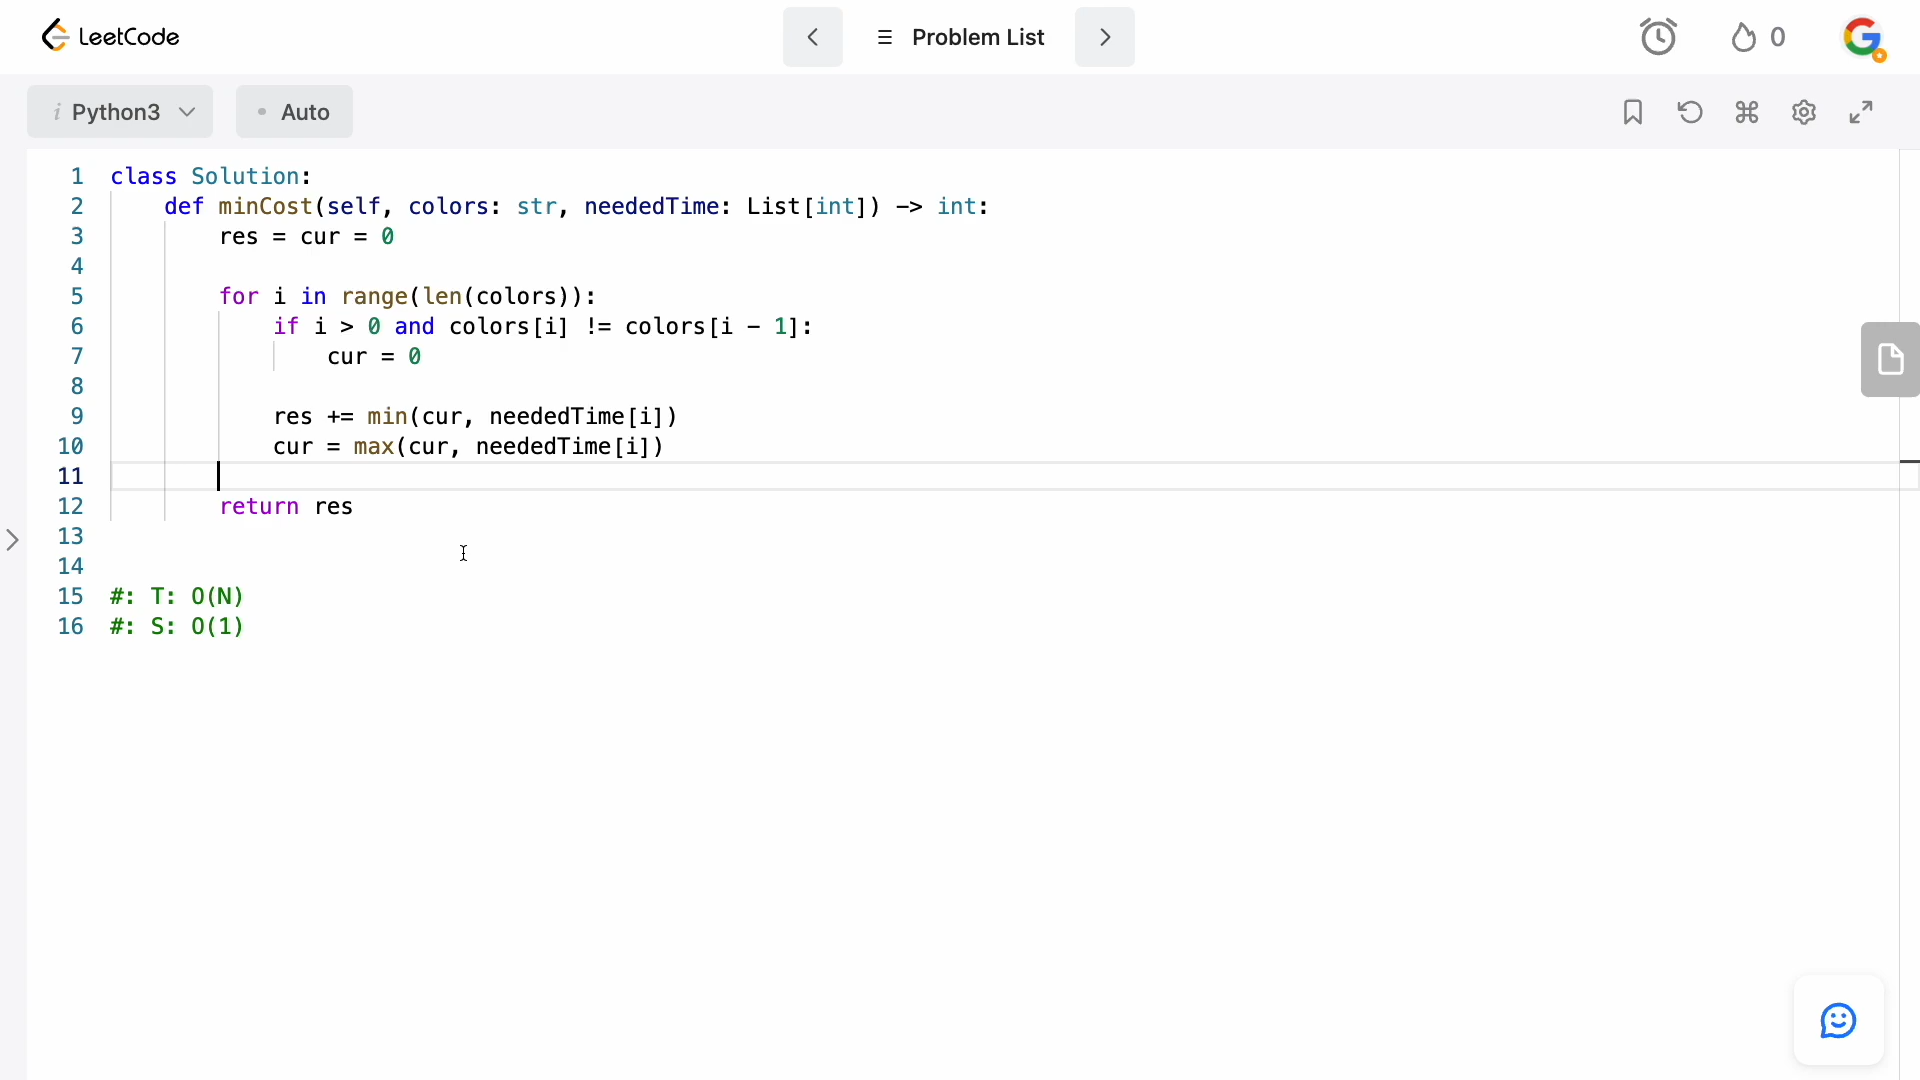 LeetCode
Problem List
0
i Python3
Auto
1 class Solution:
2 def minCost(self, colors: str, neededTime: List[int]) -> int:
3 res = cur = 0
4
5 for i in range(len(colors)):
6 if i > 0 and colors[i] != colors[i - 1]:
7 cur = 0
8
9 res += min(cur, neededTime[i])
10 cur = max(cur, neededTime[i])
11
12 return res
13
14
15 #: T: O(N)
16 #: S: O(1)